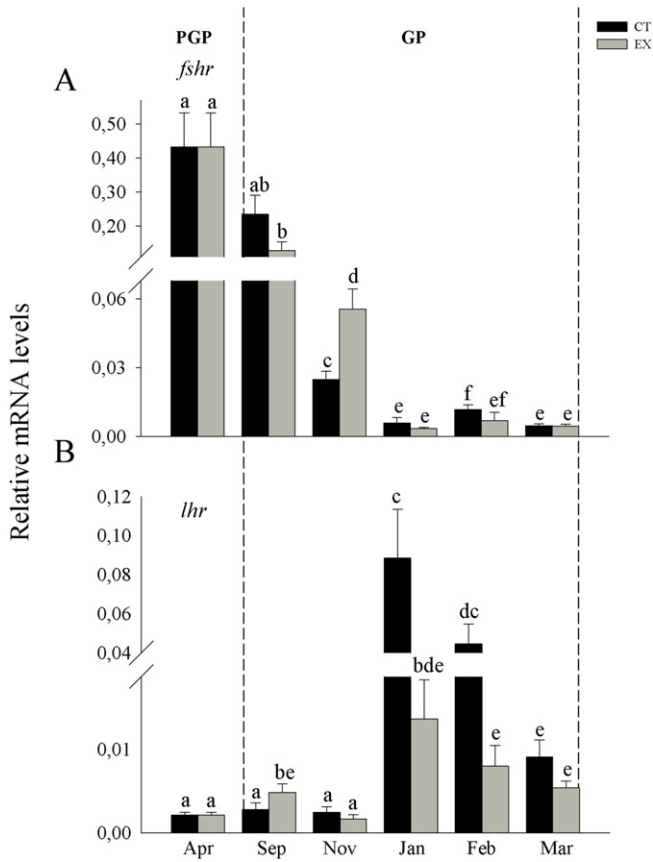 CT
EX
PGP GP
A fshr
a a
0,50
0,40
0,30
0,20
ab
b
0,06
0,03
0,00
c
d
e e
f
ef
e e
Relative mRNA levels
B
lhr
0,12
0,10
0,08
0,06
0,04
0,01
0,00
a a
a
be
a
a
c
bde
dc
e
e
e
Apr Sep Nov Jan Feb Mar